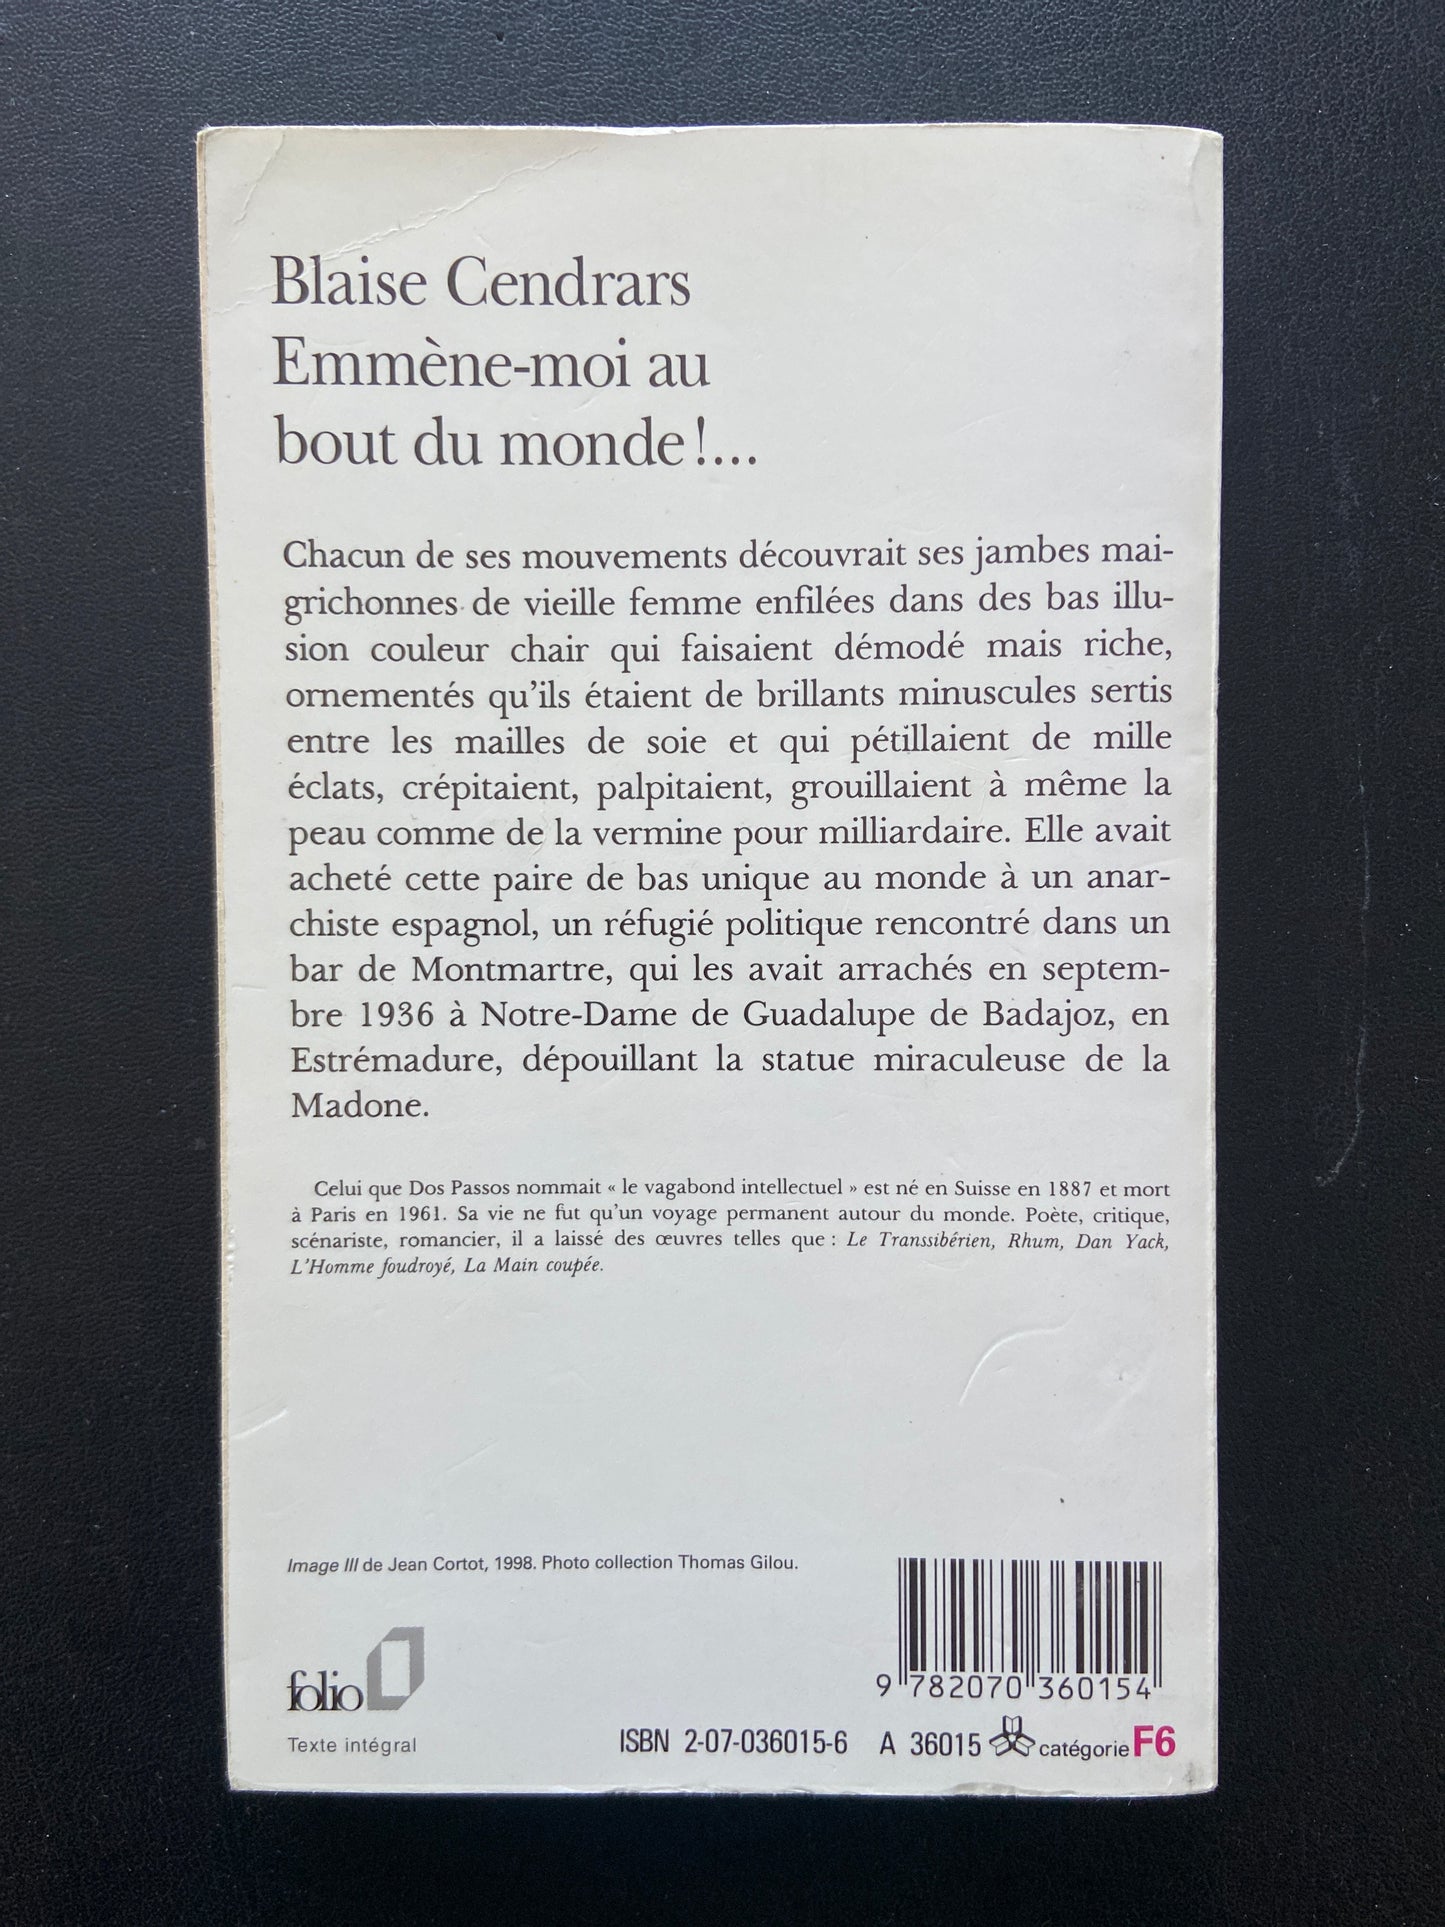 Blaise Cendrars
Emmène-moi au
bout du monde !...
Chacun de ses mouvements découvrait ses jambes mai-
grichonnes de vieille femme enfilées dans des bas illu-
sion couleur chair qui faisaient démodé mais riche,
ornementés qu'ils étaient de brillants minuscules sertis
entre les mailles de soie et qui pétillaient de mille
éclats, crépitaient, palpitaient, grouillaient à même la
peau comme de la vermine pour milliardaire. Elle avait
acheté cette paire de bas unique au monde à un anar-
chiste espagnol, un réfugié politique rencontré dans un
bar de Montmartre, qui les avait arrachés en septem-
bre 1936 à Notre-Dame de Guadalupe de Badajoz, en
Estrémadure, dépouillant la statue miraculeuse de la
Madone.
Celui que Dos Passos nommait « le vagabond intellectuel » est né en Suisse en 1887 et mort
à Paris en 1961. Sa vie ne fut qu'un voyage permanent autour du monde. Poète, critique,
scénariste, romancier, il a laissé des œuvres telles que : Le Transsibérien, Rhum, Dan Yack,
L'Homme foudroyé, La Main coupée.
Image III de Jean Cortot, 1998. Photo collection Thomas Gilou.
folio
Texte intégral
9 782070 360154
ISBN 2-07-036015-6 A 36015 catégorie F6